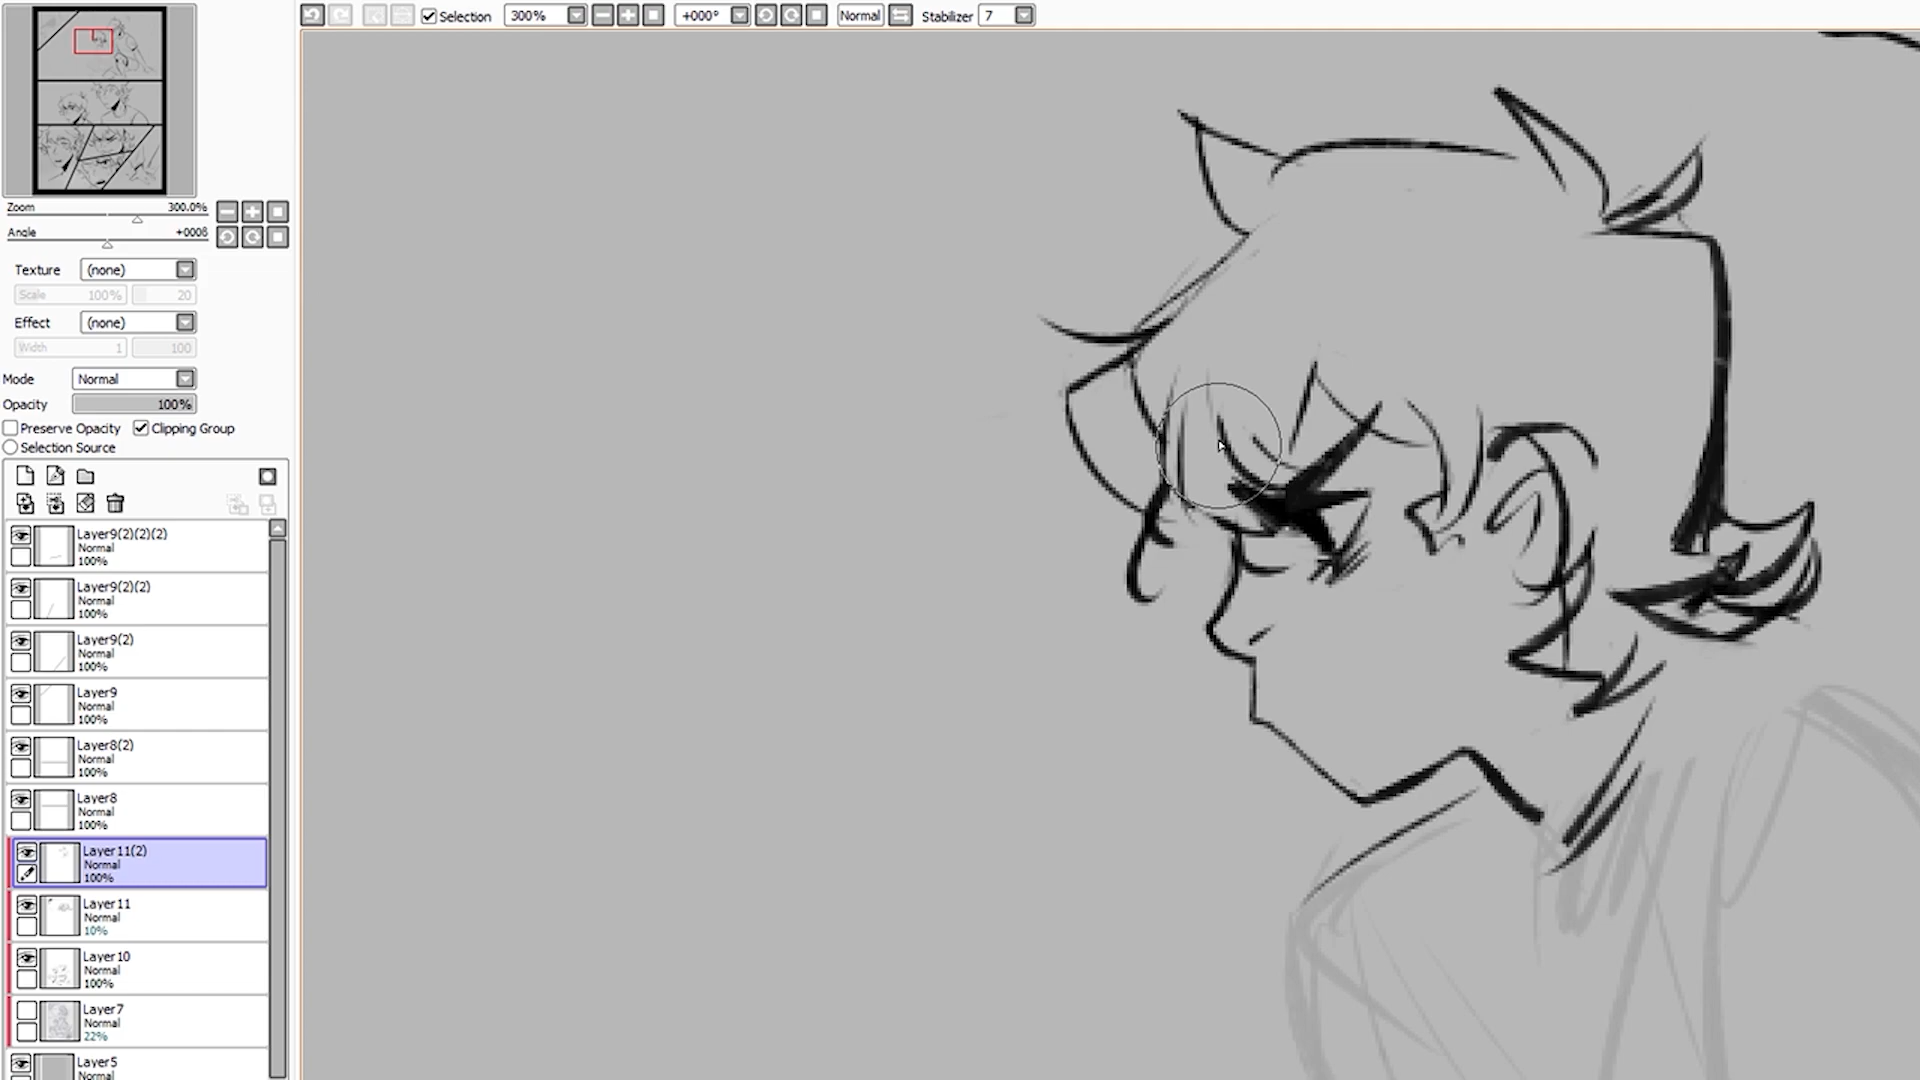 Selection 300% +000° Normal Stabilizer 7
Zoom 300.0%
Angle +000
Texture (none)
Scale 100% 20
Effect (none)
Width 1 100
Mode Normal
Opacity 100%
Preserve Opacity Clipping Group
Selection Source
Layer9(2)(2)(2)
Normal
100%
Layer9(2)(2)
Normal
100%
Layer9(2)
Normal
100%
Layer9
Normal
100%
Layer8(2)
Normal
100%
Layer8
Normal
100%
Layer11(2)
Normal
100%
Layer11
Normal
10%
Layer10
Normal
100%
Layer7
Normal
22%
Layer5
Normal